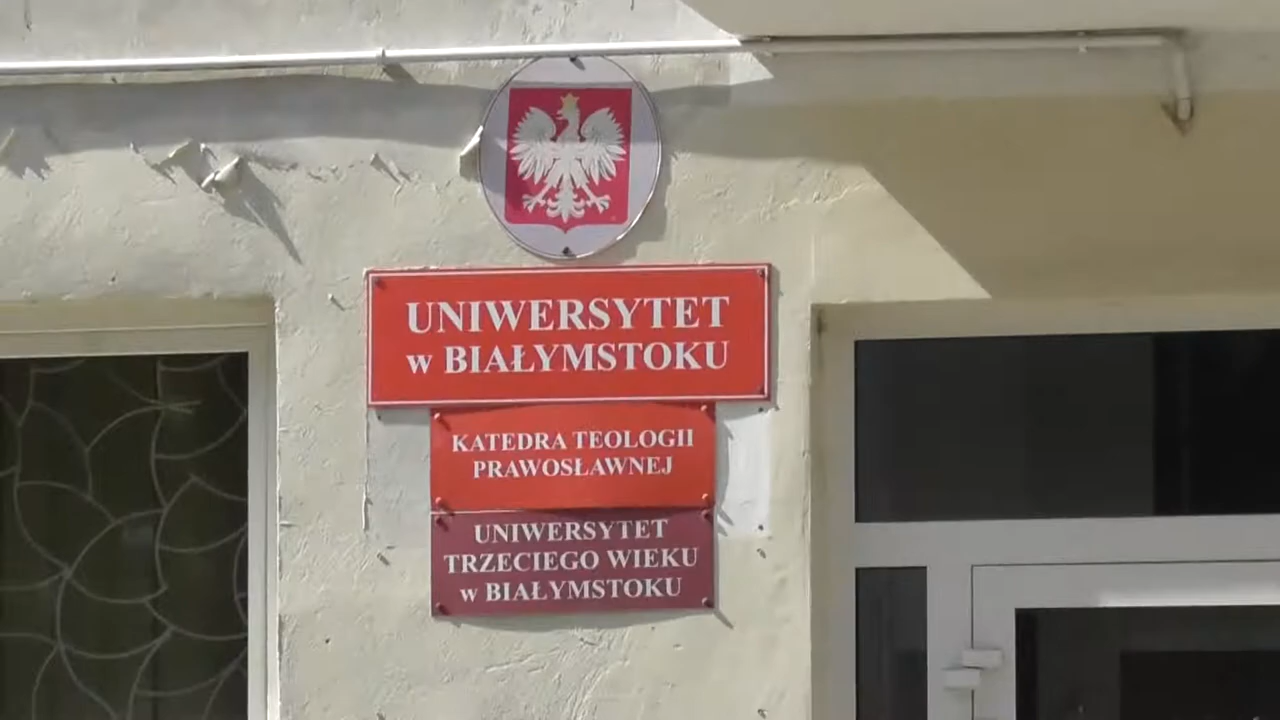 UNIWERSYTET
w BIAŁYMSTOKU
KATEDRA TEOLOGII
PRAWOSŁAWNEJ
UNIWERSYTET
TRZECIEGO WIEKU
w BIAŁYMSTOKU